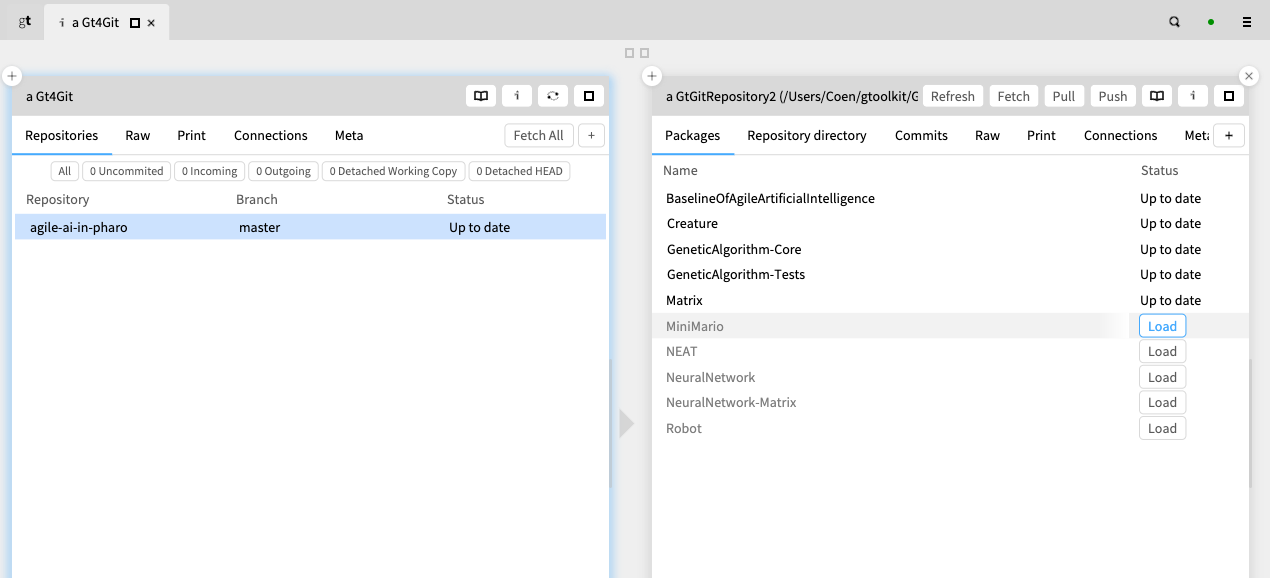 gt
i a Gt4Git ×
a Gt4Git
Repositories Raw Print Connections Meta Fetch All +
All 0 Uncommited 0 Incoming 0 Outgoing 0 Detached Working Copy 0 Detached HEAD
Repository Branch Status
agile-ai-in-pharo master Up to date
a GtGitRepository2 (/Users/Coen/gtoolkit/G Refresh Fetch Pull Push
Packages Repository directory Commits Raw Print Connections Meta +
Name Status
BaselineOfAgileArtificialIntelligence Up to date
Creature Up to date
GeneticAlgorithm-Core Up to date
GeneticAlgorithm-Tests Up to date
Matrix Up to date
MiniMario Load
NEAT Load
NeuralNetwork Load
NeuralNetwork-Matrix Load
Robot Load